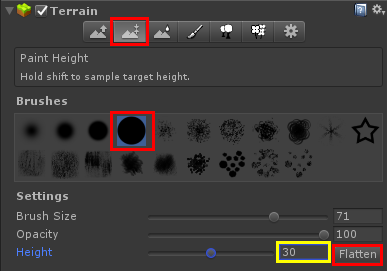 Terrain
Paint Height
Hold shift to sample target height.
Brushes
Settings
Brush Size 71
Opacity 100
Height 30 Flatten